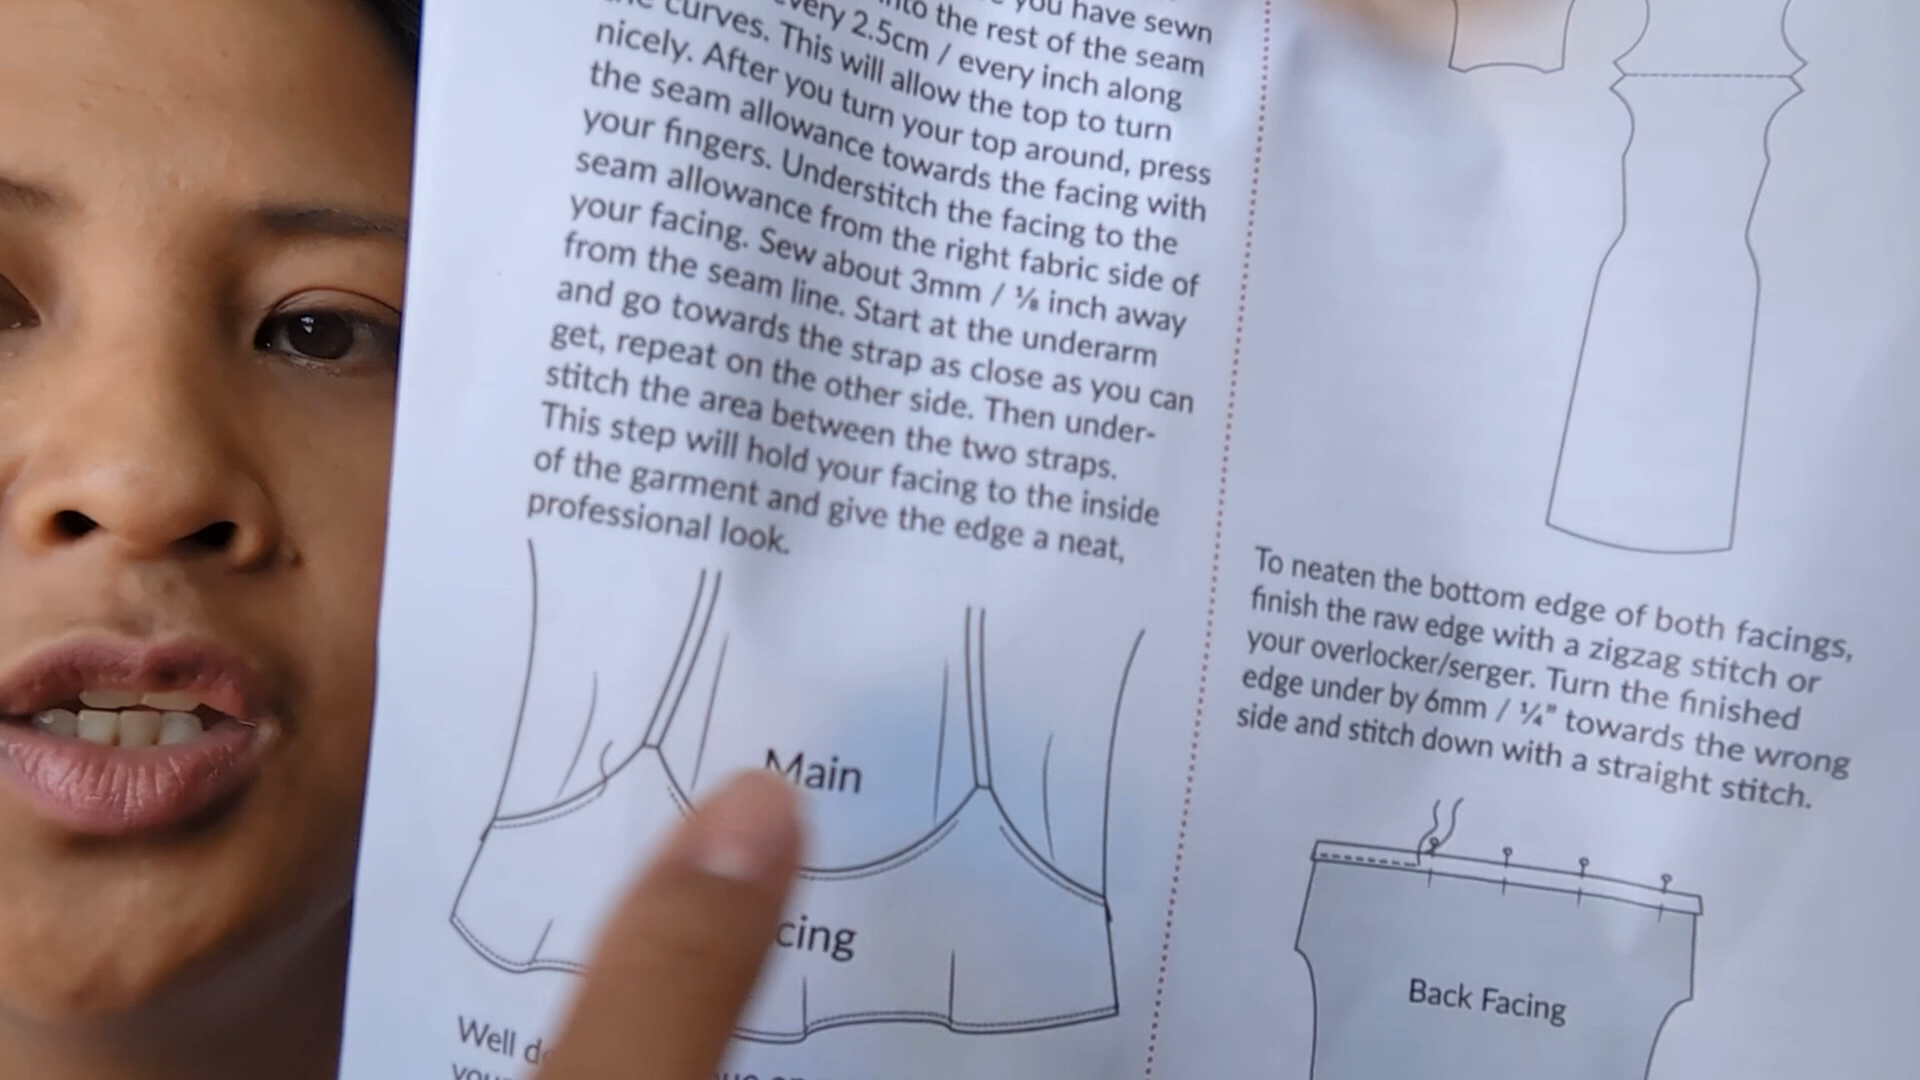 you have sewn
into the rest of the seam
every 2.5cm / every inch along
curves. This will allow the top to turn
nicely. After you turn your top around, press
the seam allowance towards the facing with
your fingers. Understitch the facing to the
seam allowance from the right fabric side of
your facing. Sew about 3mm / ⅛ inch away
from the seam line. Start at the underarm
and go towards the strap as close as you can
get, repeat on the other side. Then under-
stitch the area between the two straps.
This step will hold your facing to the inside
of the garment and give the edge a neat,
professional look.
Main
cing
Well
To neaten the bottom edge of both facings,
finish the raw edge with a zigzag stitch or
your overlocker/serger. Turn the finished
edge under by 6mm / ¼" towards the wrong
side and stitch down with a straight stitch.
Back Facing